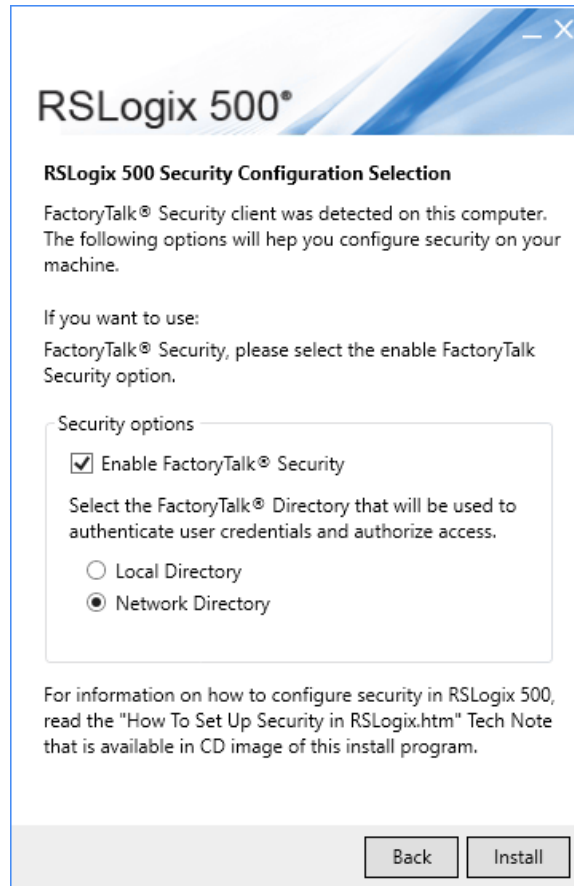 RSLogix 500®
RSLogix 500 Security Configuration Selection
FactoryTalk® Security client was detected on this computer.
The following options will hep you configure security on your
machine.
If you want to use:
FactoryTalk® Security, please select the enable FactoryTalk
Security option.
Security options
Enable FactoryTalk® Security
Select the FactoryTalk® Directory that will be used to
authenticate user credentials and authorize access.
Local Directory
Network Directory
For information on how to configure security in RSLogix 500,
read the "How To Set Up Security in RSLogix.htm" Tech Note
that is available in CD image of this install program.
Back Install